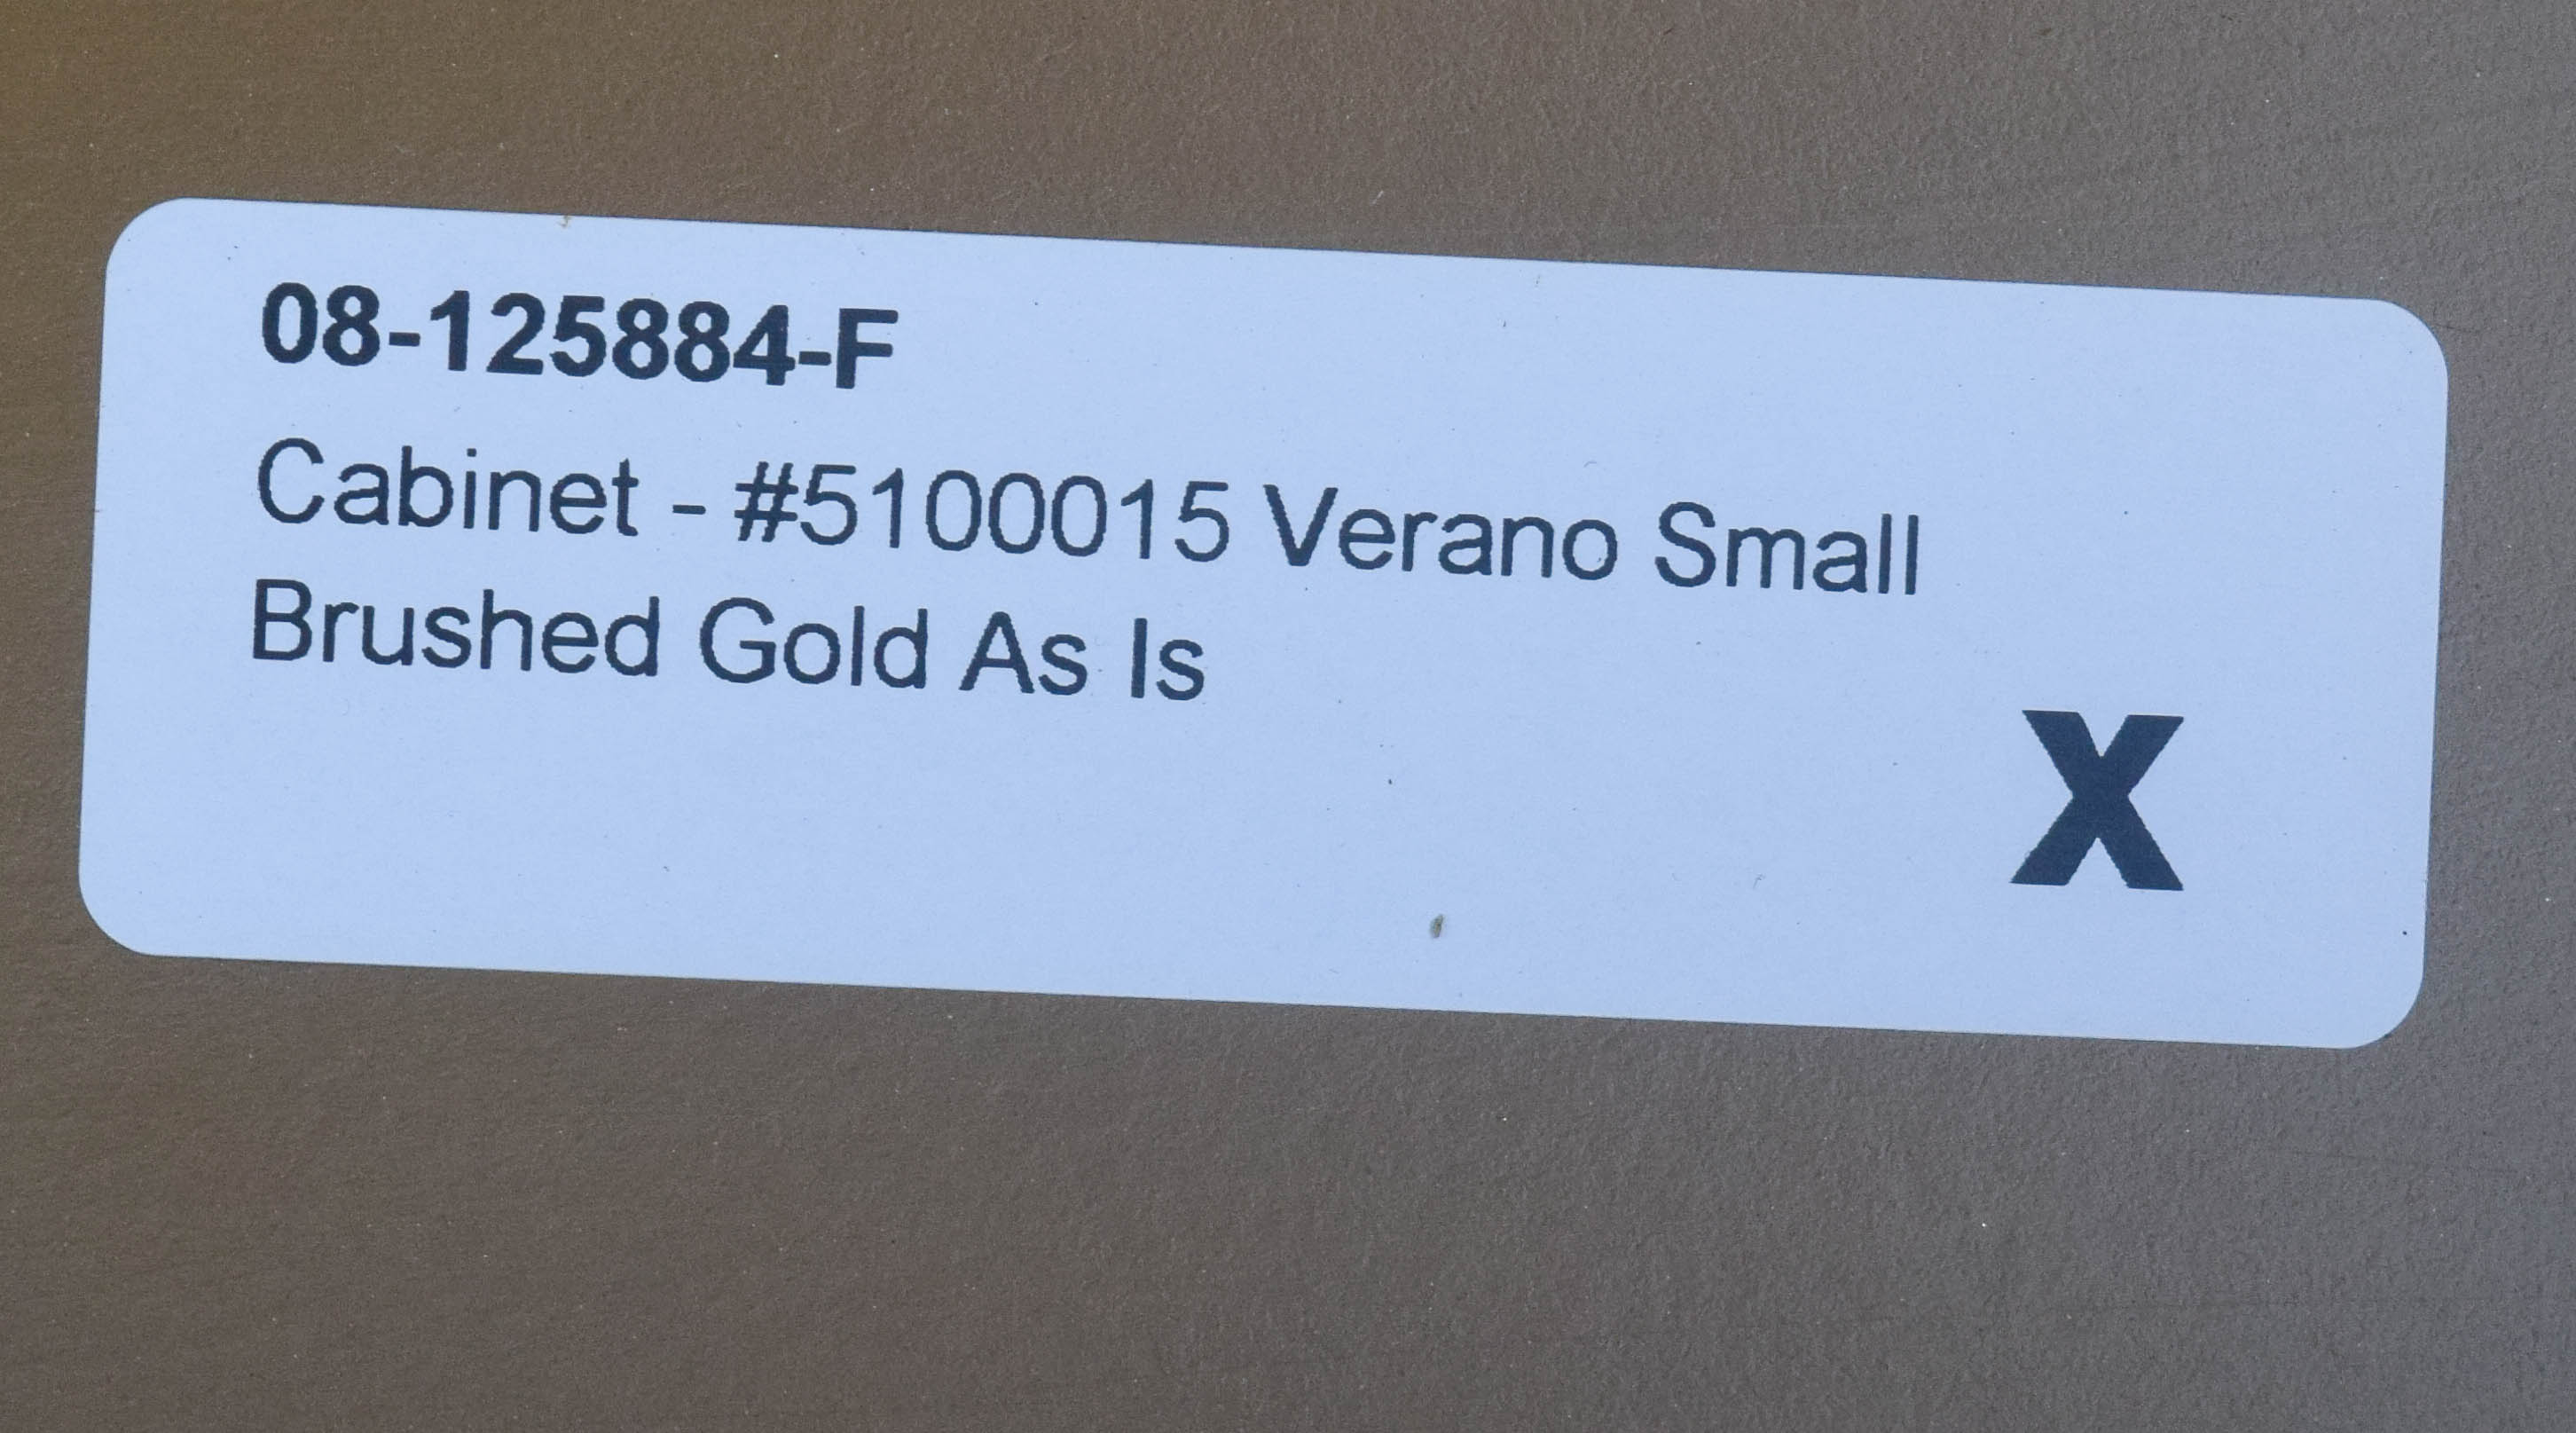 08-125884-F
Cabinet - #5100015 Verano Small
Brushed Gold As Is
X